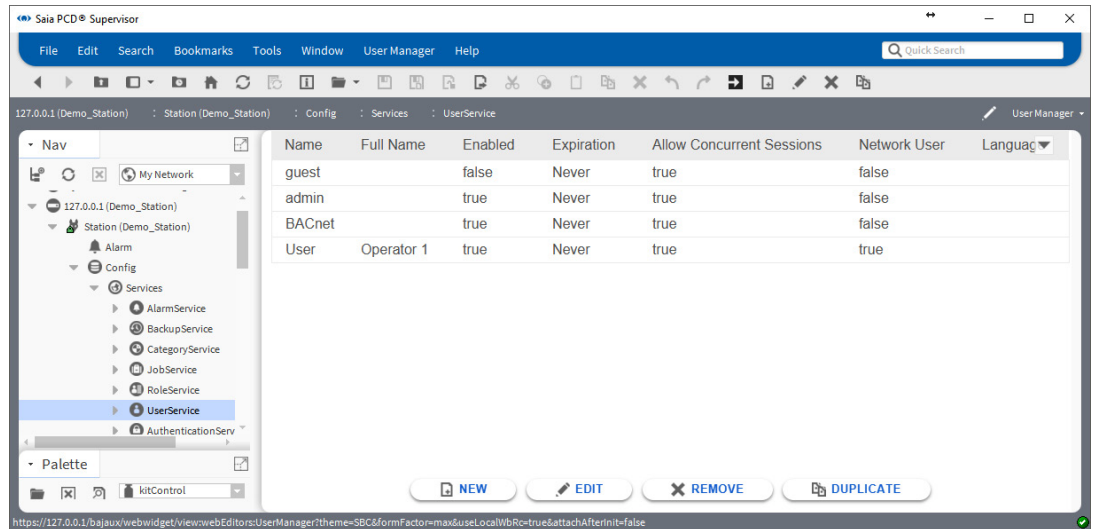 Saia PCD® Supervisor
File Edit Search Bookmarks Tools Window User Manager Help
Quick Search
127.0.0.1 (Demo_Station) : Station (Demo_Station) : Config : Services : UserService
User Manager
Nav
My Network
127.0.0.1 (Demo_Station)
Station (Demo_Station)
Alarm
Config
Services
AlarmService
BackupService
CategoryService
JobService
RoleService
UserService
AuthenticationServ
Palette
kitControl
Name Full Name Enabled Expiration Allow Concurrent Sessions Network User Languag
guest false Never true false
admin true Never true false
BACnet true Never true false
User Operator 1 true Never true true
NEW EDIT REMOVE DUPLICATE
https://127.0.0.1/bajaux/webwidget/view:webEditors:UserManager?theme=SBC&formFactor=max&useLocalWbRc=true&attachAfterInit=false